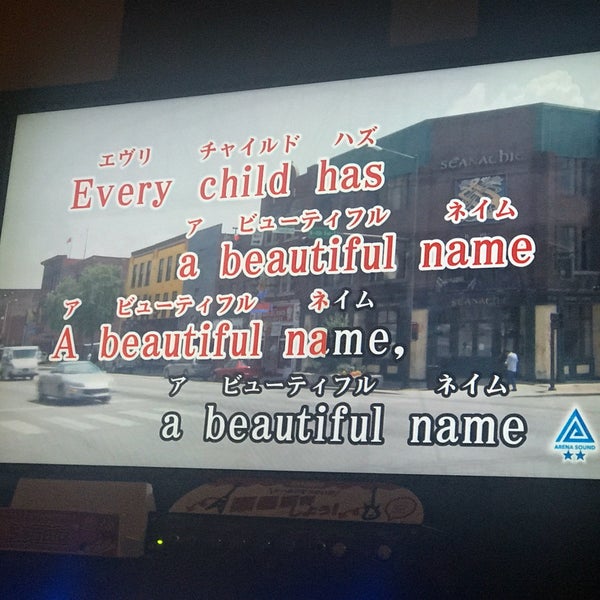 エヴリ チャイルド ハズ
Every child has
ア ビューティフル ネイム
a beautiful name
ア ビューティフル ネイム
A beautiful name,
ア ビューティフル ネイム
a beautiful name
SEANACHIE
SEANACHIE
ARENA SOUND